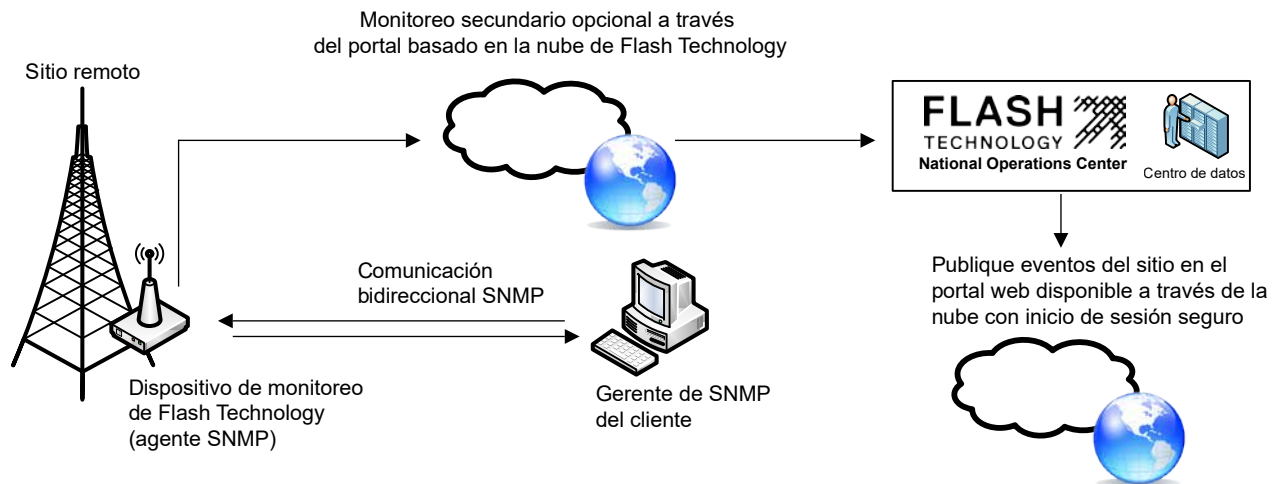 Monitoreo secundario opcional a través
del portal basado en la nube de Flash Technology
Sitio remoto
FLASH
TECHNOLOGY
National Operations Center
Centro de datos
Comunicación
bidireccional SNMP
Publique eventos del sitio en el
portal web disponible a través de la
nube con inicio de sesión seguro
Dispositivo de monitoreo
de Flash Technology
(agente SNMP)
Gerente de SNMP
del cliente